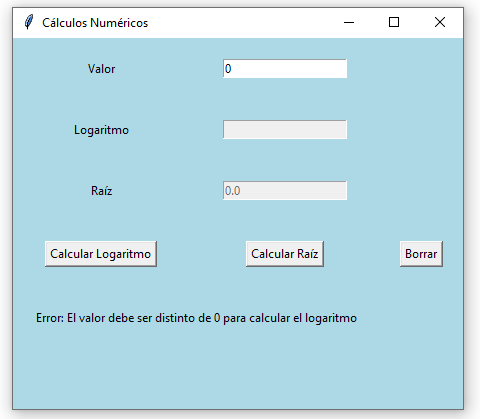 Cálculos Numéricos
Valor 0
Logaritmo
Raíz 0.0
Calcular Logaritmo Calcular Raíz Borrar
Error: El valor debe ser distinto de 0 para calcular el logaritmo